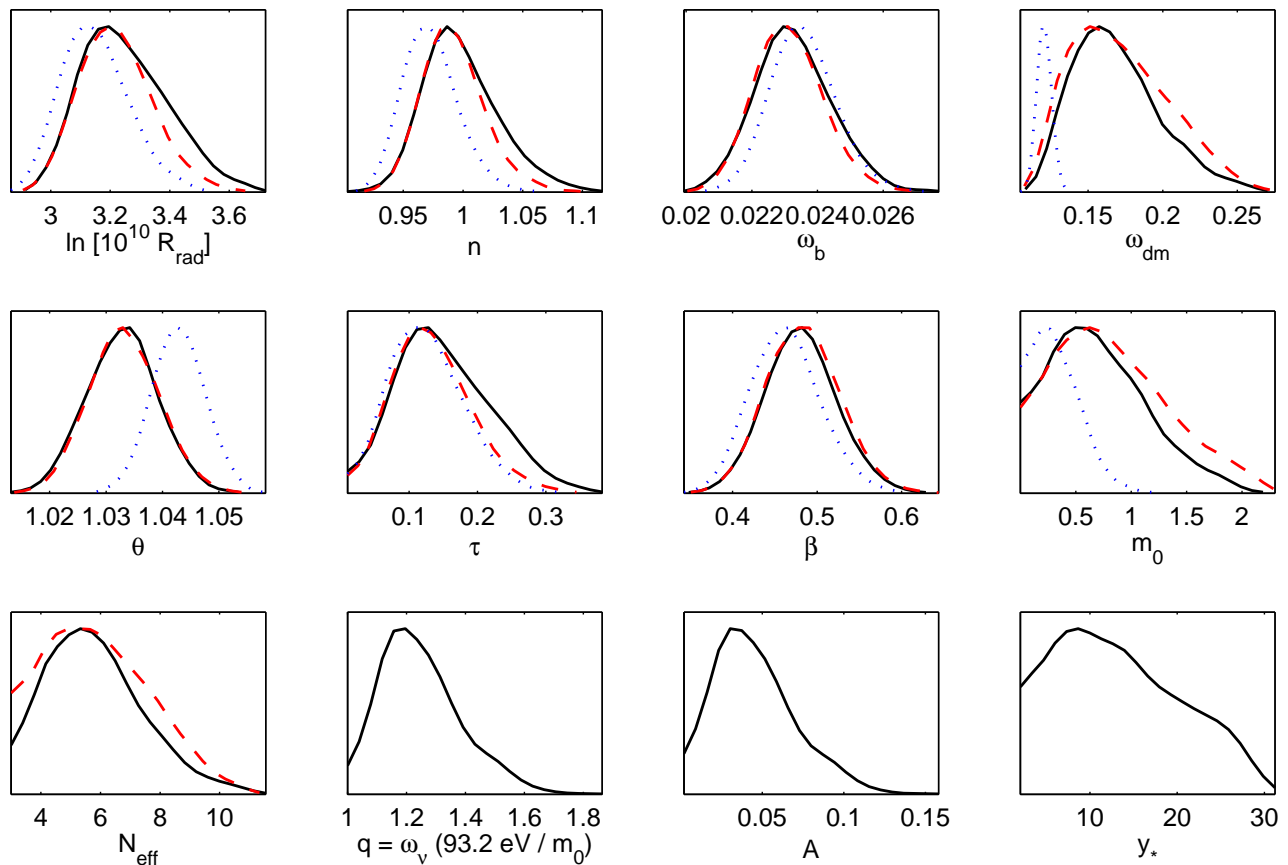 3 3.2 3.4 3.6
ln [10^10 R_rad]
0.95 1 1.05 1.1
n
0.02 0.022 0.024 0.026
ω_b
0.15 0.2 0.25
ω_dm
1.02 1.03 1.04 1.05
θ
0.1 0.2 0.3
τ
0.4 0.5 0.6
β
0.5 1 1.5 2
m_0
4 6 8 10
N_eff
1 1.2 1.4 1.6 1.8
q = ω_ν (93.2 eV / m_0)
0.05 0.1 0.15
A
10 20 30
y_*